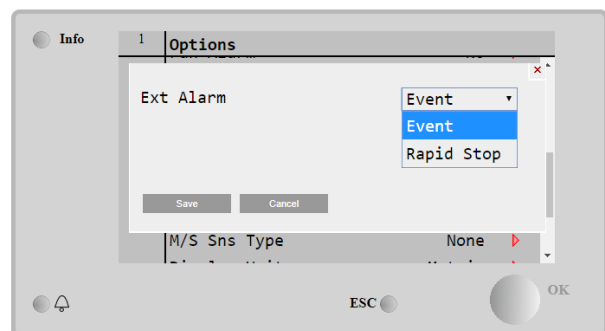 Info
1 Options
×
Ext Alarm Event
Event
Rapid Stop
Save Cancel
M/S Sns Type None
ESC
OK